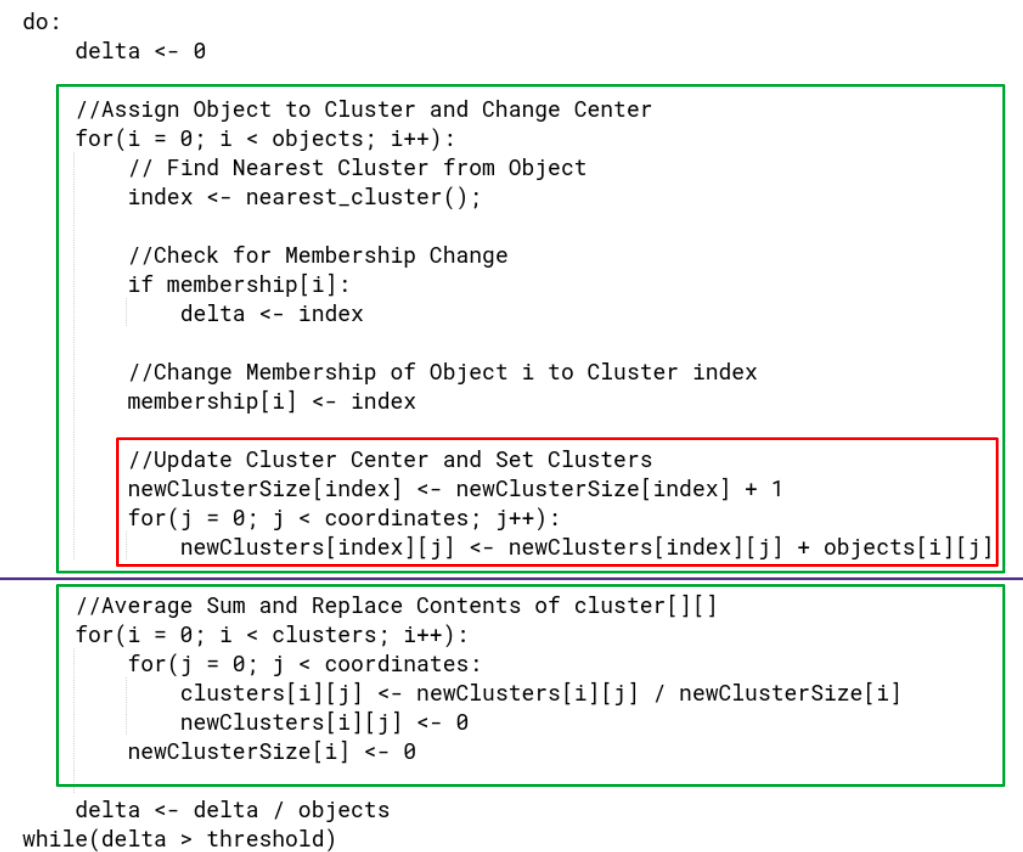 do:
delta <- 0
//Assign Object to Cluster and Change Center
for(i = 0; i < objects; i++):
// Find Nearest Cluster from Object
index <- nearest_cluster();
//Check for Membership Change
if membership[i]:
delta <- index
//Change Membership of Object i to Cluster index
membership[i] <- index
//Update Cluster Center and Set Clusters
newClusterSize[index] <- newClusterSize[index] + 1
for(j = 0; j < coordinates; j++):
newClusters[index][j] <- newClusters[index][j] + objects[i][j]
//Average Sum and Replace Contents of cluster[][]
for(i = 0; i < clusters; i++):
for(j = 0; j < coordinates:
clusters[i][j] <- newClusters[i][j] / newClusterSize[i]
newClusters[i][j] <- 0
newClusterSize[i] <- 0
delta <- delta / objects
while(delta > threshold)